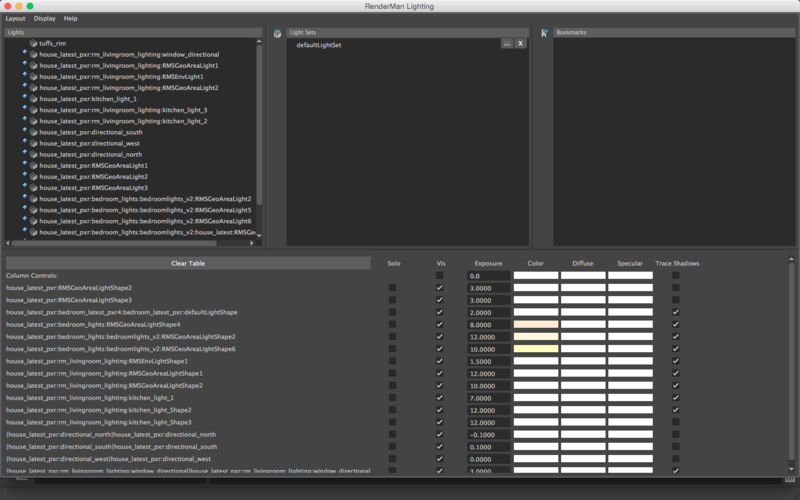 RenderMan Lighting
Layout Display Help
Lights
tuffs_rim
house_latest_pxr:rm_livingroom_lighting:window_directional
house_latest_pxr:rm_livingroom_lighting:RMSGeoAreaLight1
house_latest_pxr:rm_livingroom_lighting:RMSEnvLight1
house_latest_pxr:rm_livingroom_lighting:RMSGeoAreaLight2
house_latest_pxr:kitchen_light_1
house_latest_pxr:rm_livingroom_lighting:kitchen_light_3
house_latest_pxr:rm_livingroom_lighting:kitchen_light_2
house_latest_pxr:directional_south
house_latest_pxr:directional_west
house_latest_pxr:directional_north
house_latest_pxr:RMSGeoAreaLight1
house_latest_pxr:RMSGeoAreaLight2
house_latest_pxr:RMSGeoAreaLight3
house_latest_pxr:bedroom_lights:bedroomlights_v2:RMSGeoAreaLight2
house_latest_pxr:bedroom_lights:bedroomlights_v2:RMSGeoAreaLight5
house_latest_pxr:bedroom_lights:bedroomlights_v2:RMSGeoAreaLight6
house_latest_pxr:bedroom_lights:bedroomlights_v2:house_latest:RMSGe
Light Sets
defaultLightSet ... X
Bookmarks
Clear Table Solo Vis Exposure Color Diffuse Specular Trace Shadows
Column Controls: 0.0
house_latest_pxr:RMSGeoAreaLightShape2 3.0000
house_latest_pxr:RMSGeoAreaLightShape3 3.0000
house_latest_pxr:bedroom_latest_pxr4:bedroom_latest_pxr:defaultLightShape 2.0000
house_latest_pxr:bedroom_lights:RMSGeoAreaLightShape4 8.0000
house_latest_pxr:bedroom_lights:bedroomlights_v2:RMSGeoAreaLightShape2 12.0000
house_latest_pxr:bedroom_lights:bedroomlights_v2:RMSGeoAreaLightShape6 10.0000
house_latest_pxr:rm_livingroom_lighting:RMSEnvLightShape1 1.5000
house_latest_pxr:rm_livingroom_lighting:RMSGeoAreaLightShape1 12.0000
house_latest_pxr:rm_livingroom_lighting:RMSGeoAreaLightShape2 10.0000
house_latest_pxr:rm_livingroom_lighting:kitchen_light_1 7.0000
house_latest_pxr:rm_livingroom_lighting:kitchen_light_Shape2 12.0000
house_latest_pxr:rm_livingroom_lighting:kitchen_light_Shape3 12.0000
|house_latest_pxr:directional_north|house_latest_pxr:directional_north -0.1000
|house_latest_pxr:directional_south|house_latest_pxr:directional_south 0.1000
|house_latest_pxr:directional_west|house_latest_pxr:directional_west 0.0000
|house_latest_pxr:rm_livingroom_lighting:window_directional|house_latest_pxr:rm_livingroom_lighting:window_directional 3.0000